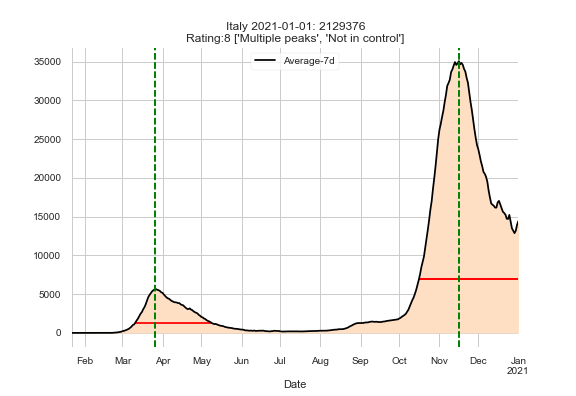 Italy 2021-01-01: 2129376
Rating:8 ['Multiple peaks', 'Not in control']
Average-7d
35000
30000
25000
20000
15000
10000
5000
0
Feb Mar Apr May Jun Jul Aug Sep Oct Nov Dec Jan
2021
Date